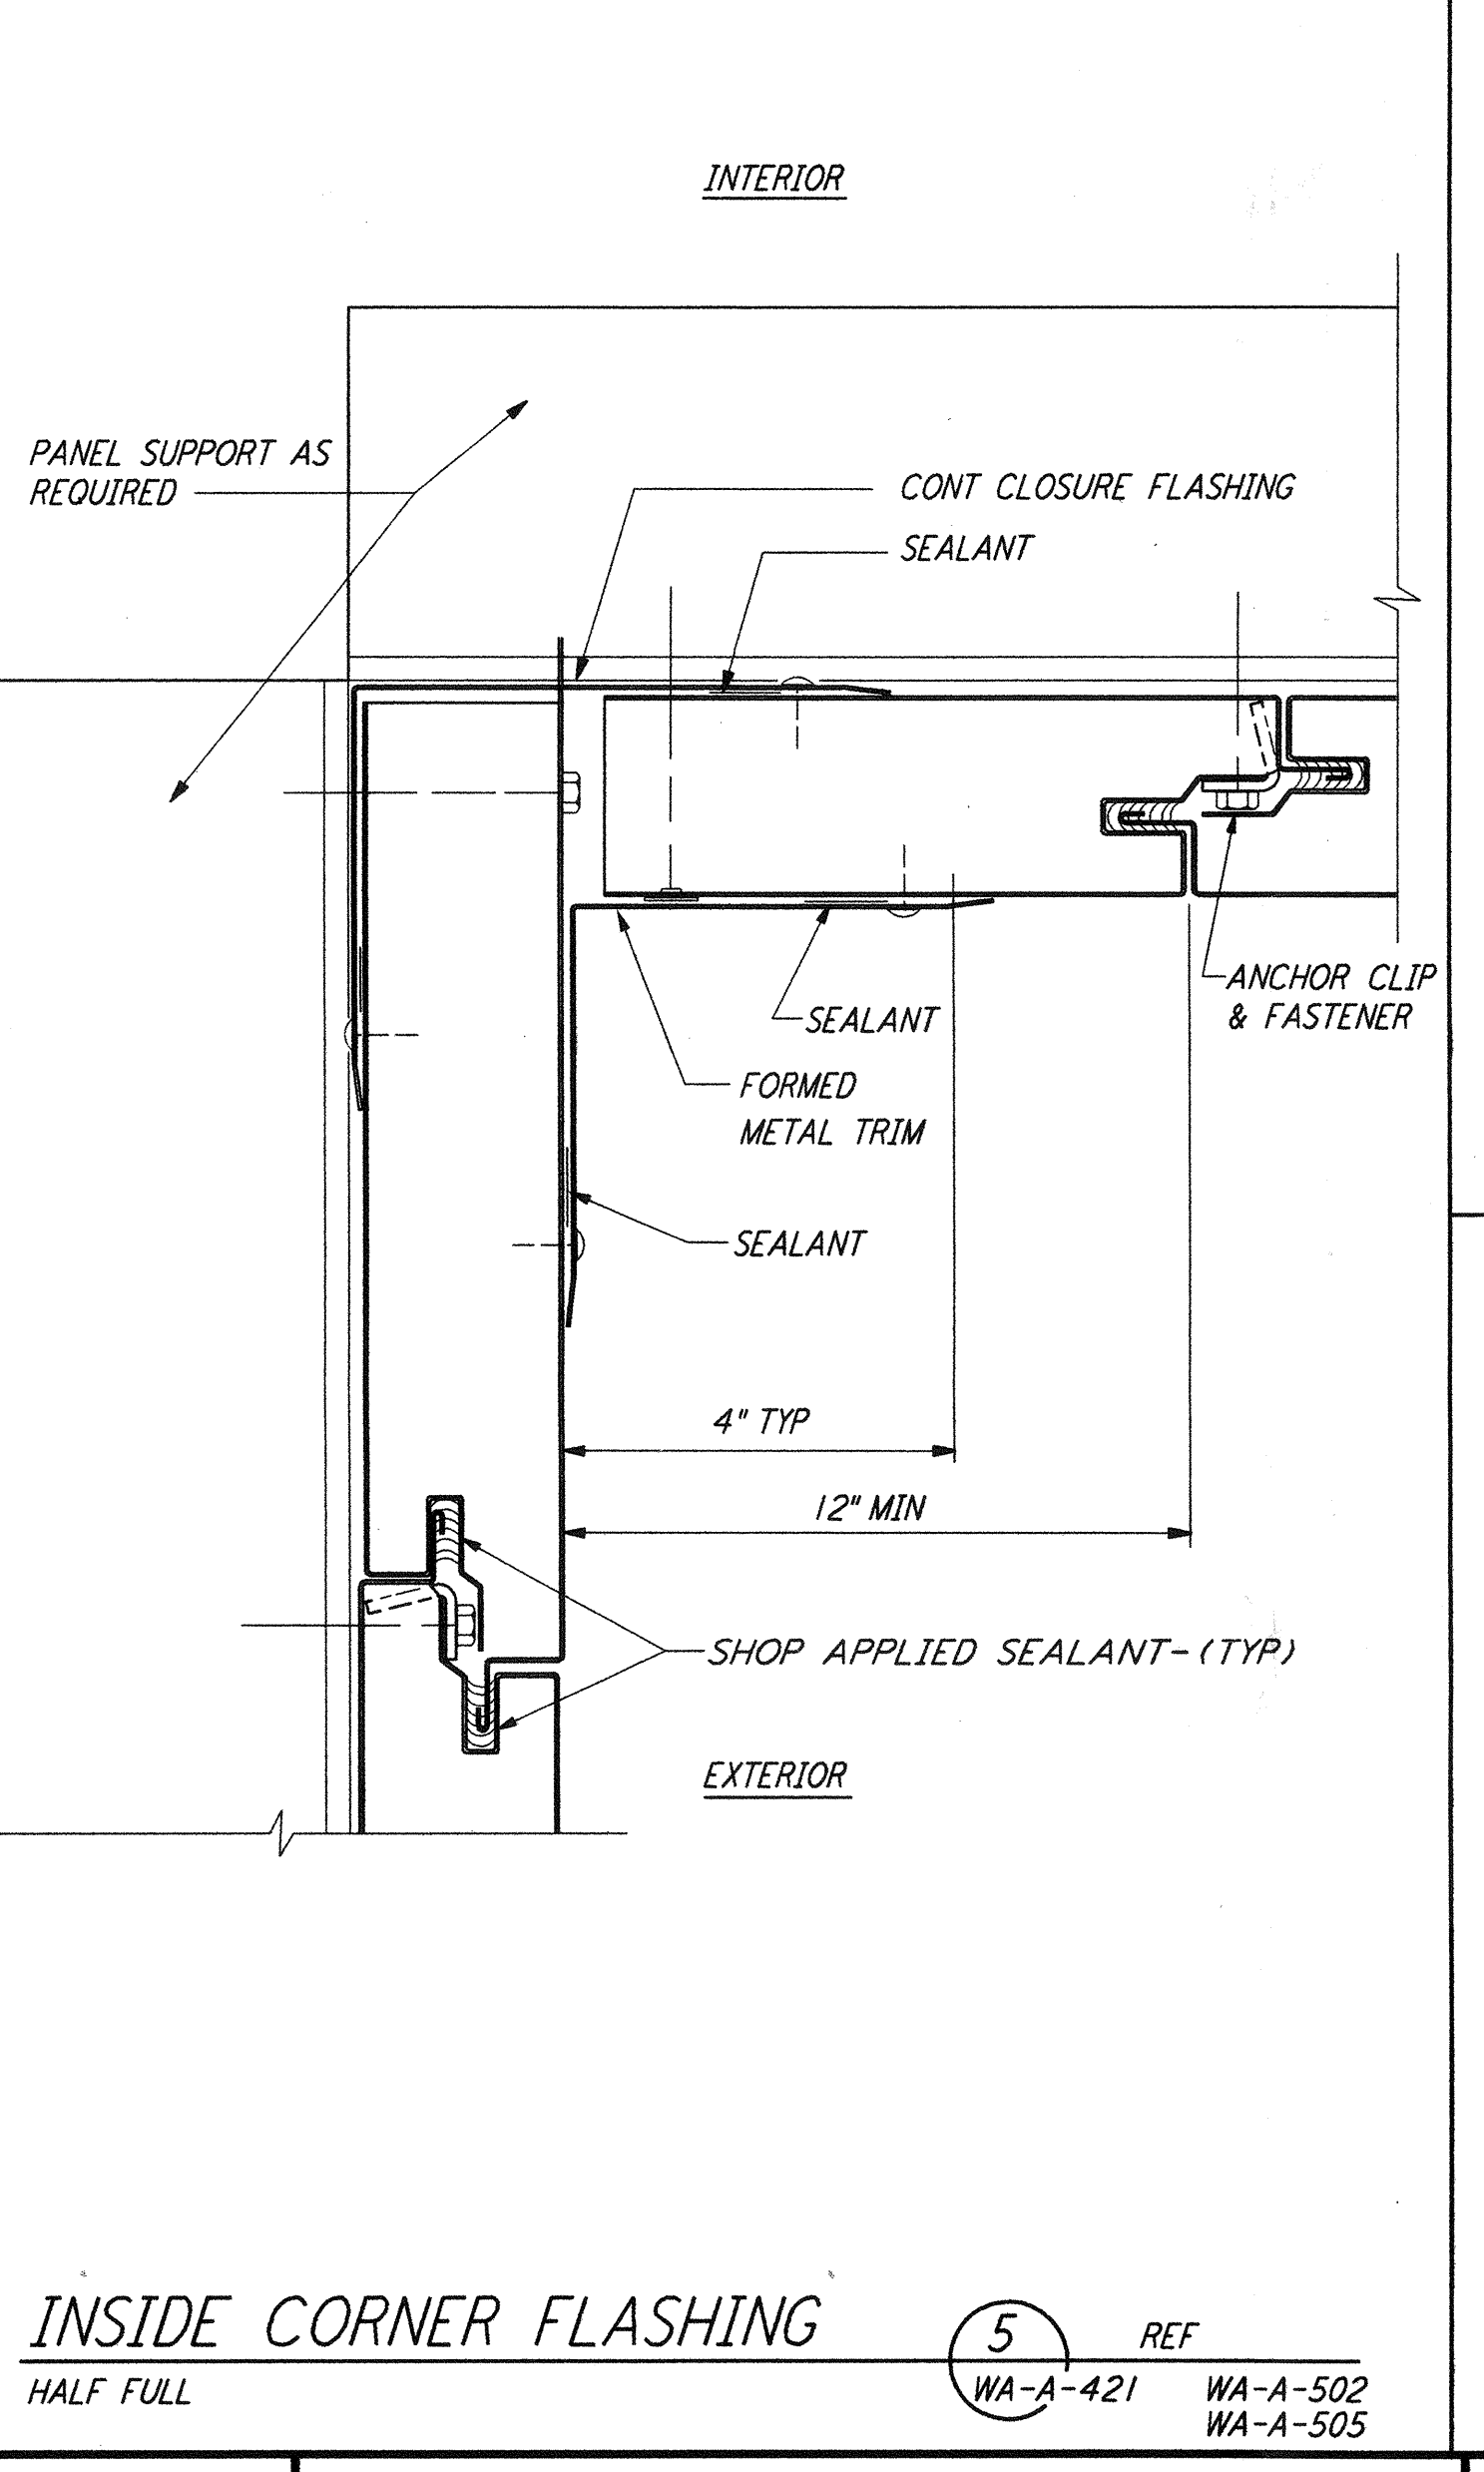 INTERIOR
PANEL SUPPORT AS
REQUIRED
CONT CLOSURE FLASHING
SEALANT
ANCHOR CLIP
& FASTENER
SEALANT
FORMED
METAL TRIM
SEALANT
4" TYP
12" MIN
SHOP APPLIED SEALANT-(TYP)
EXTERIOR
INSIDE CORNER FLASHING
HALF FULL
5
WA-A-421
REF
WA-A-502
WA-A-505